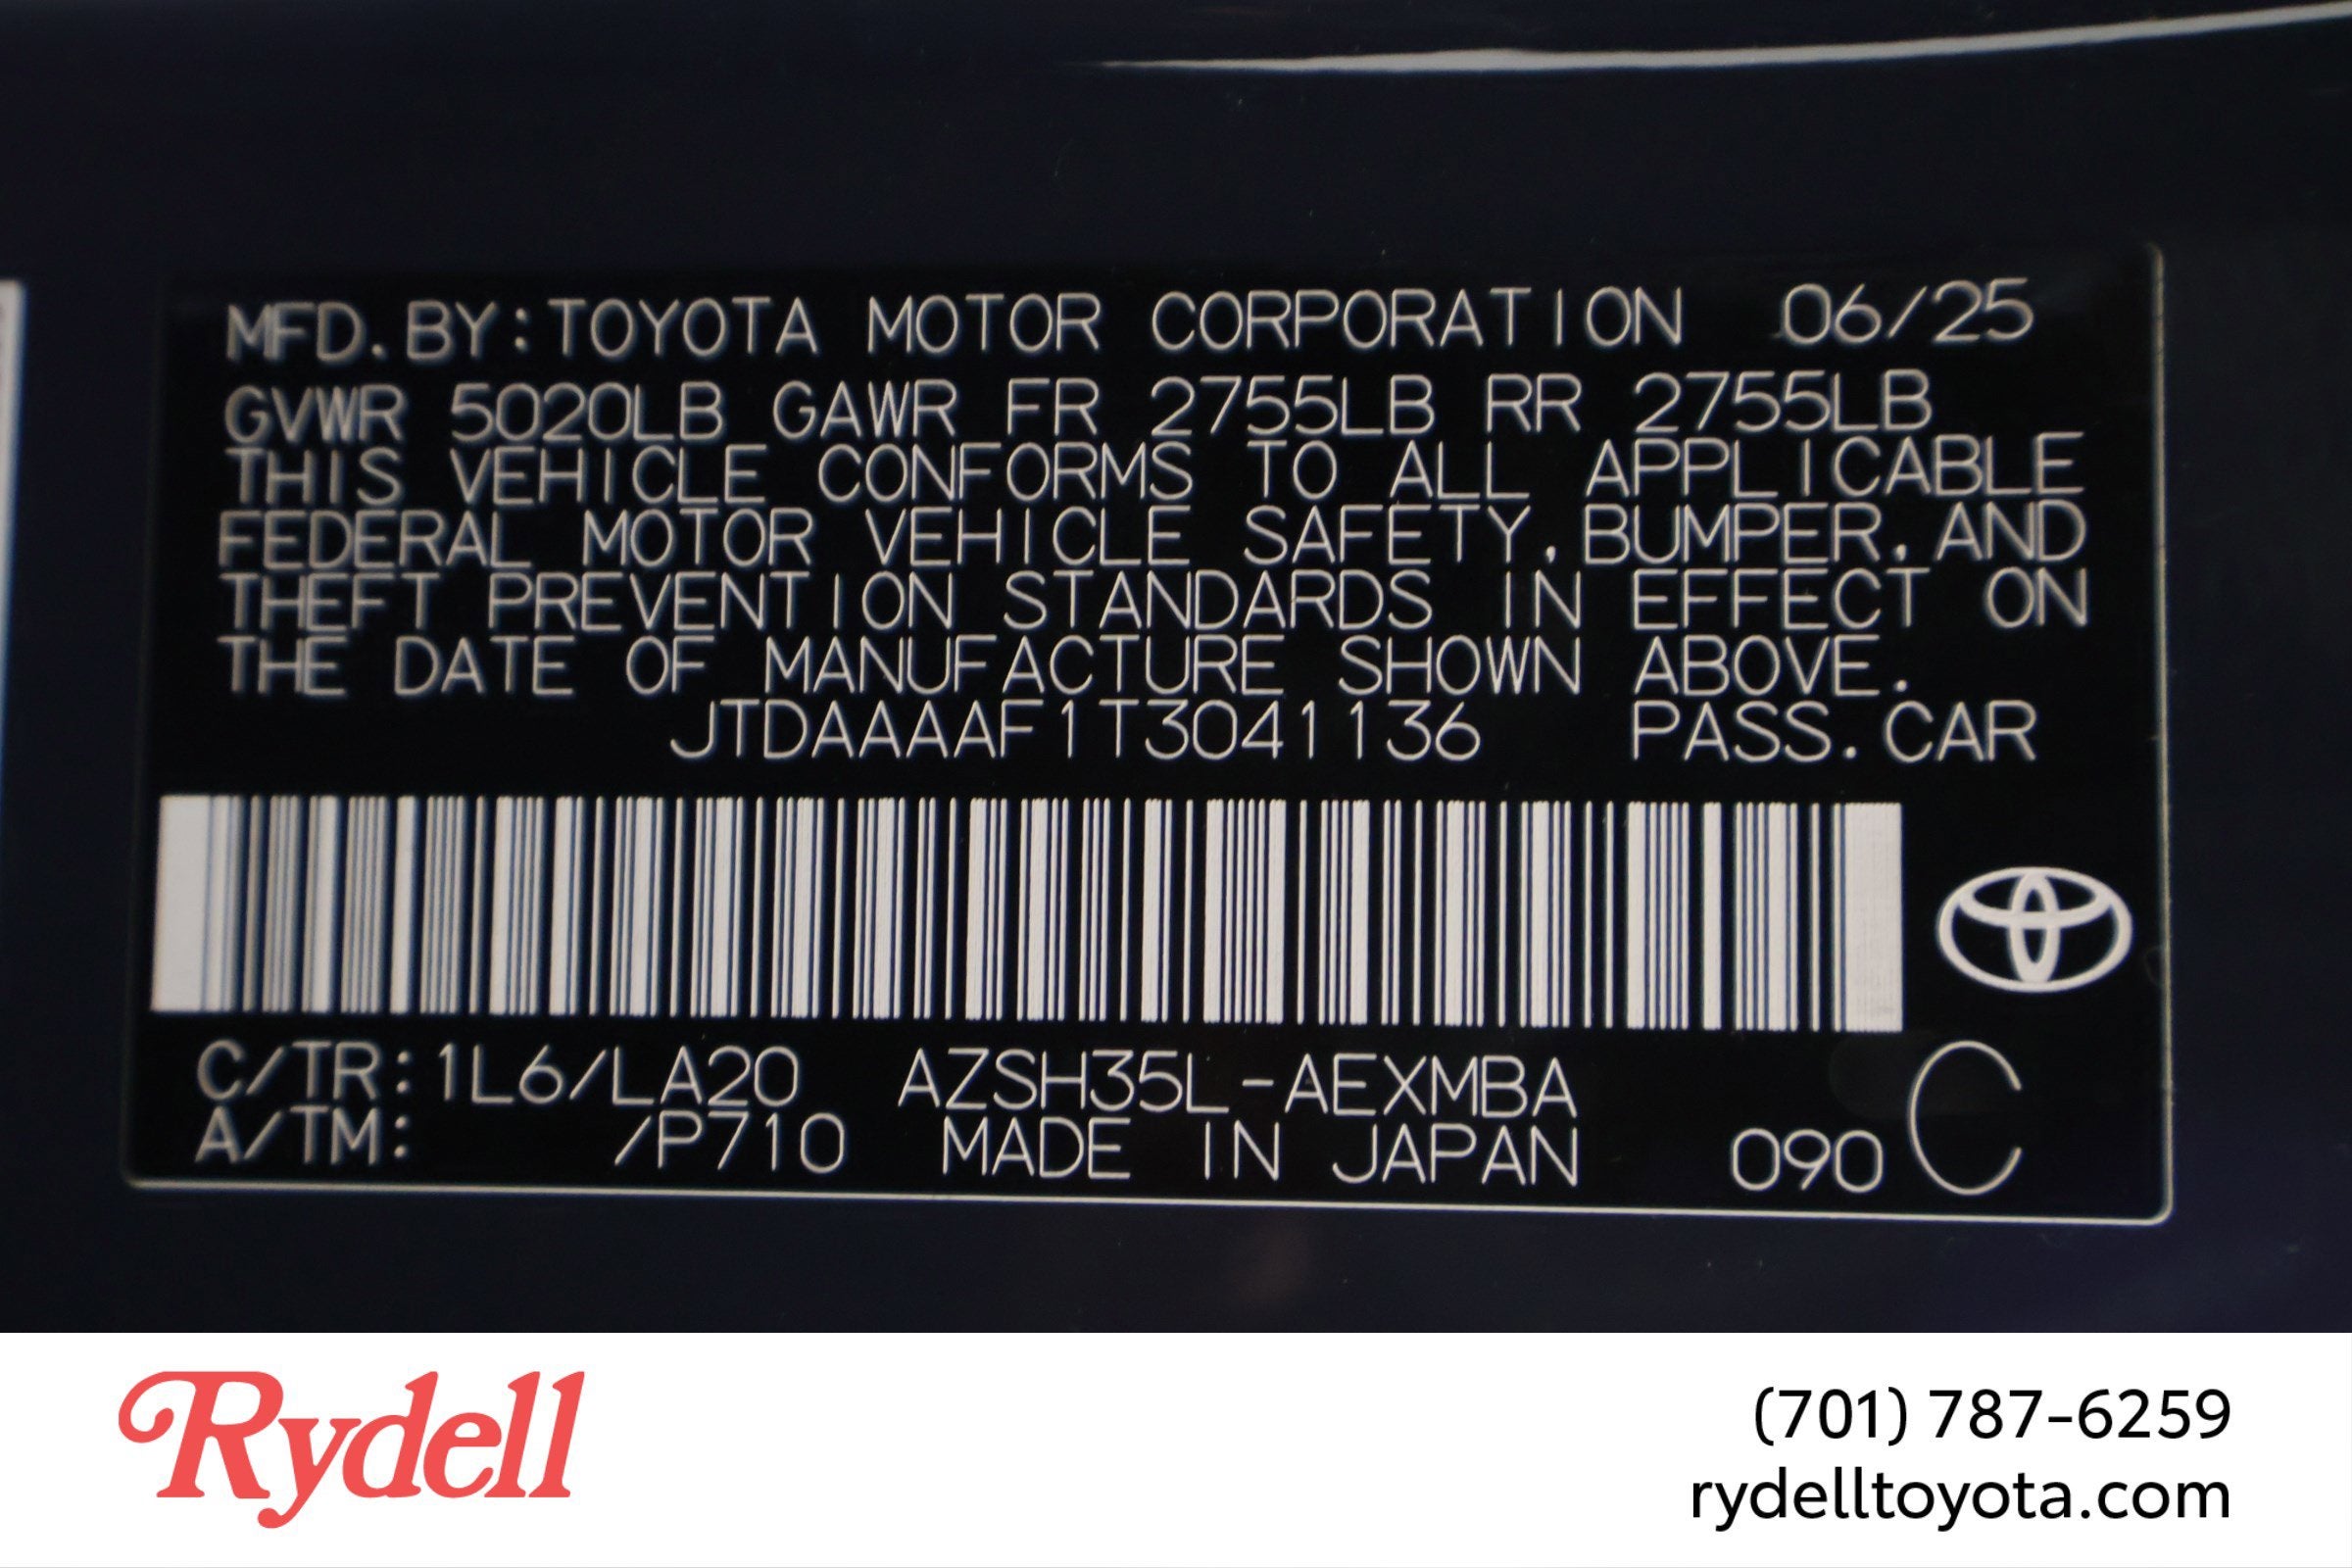 MFD.BY:TOYOTA MOTOR CORPORATION 06/25
GVWR 5020LB GAWR FR 2755LB RR 2755LB
THIS VEHICLE CONFORMS TO ALL APPLICABLE
FEDERAL MOTOR VEHICLE SAFETY,BUMPER,AND
THEFT PREVENTION STANDARDS IN EFFECT ON
THE DATE OF MANUFACTURE SHOWN ABOVE.
JTDAAAAF1T3041136 PASS.CAR
C/TR:1L6/LA20 AZSH35L-AEXMBA
A/TM: /P710 MADE IN JAPAN 090 C
Rydell
(701) 787-6259
rydelltoyota.com